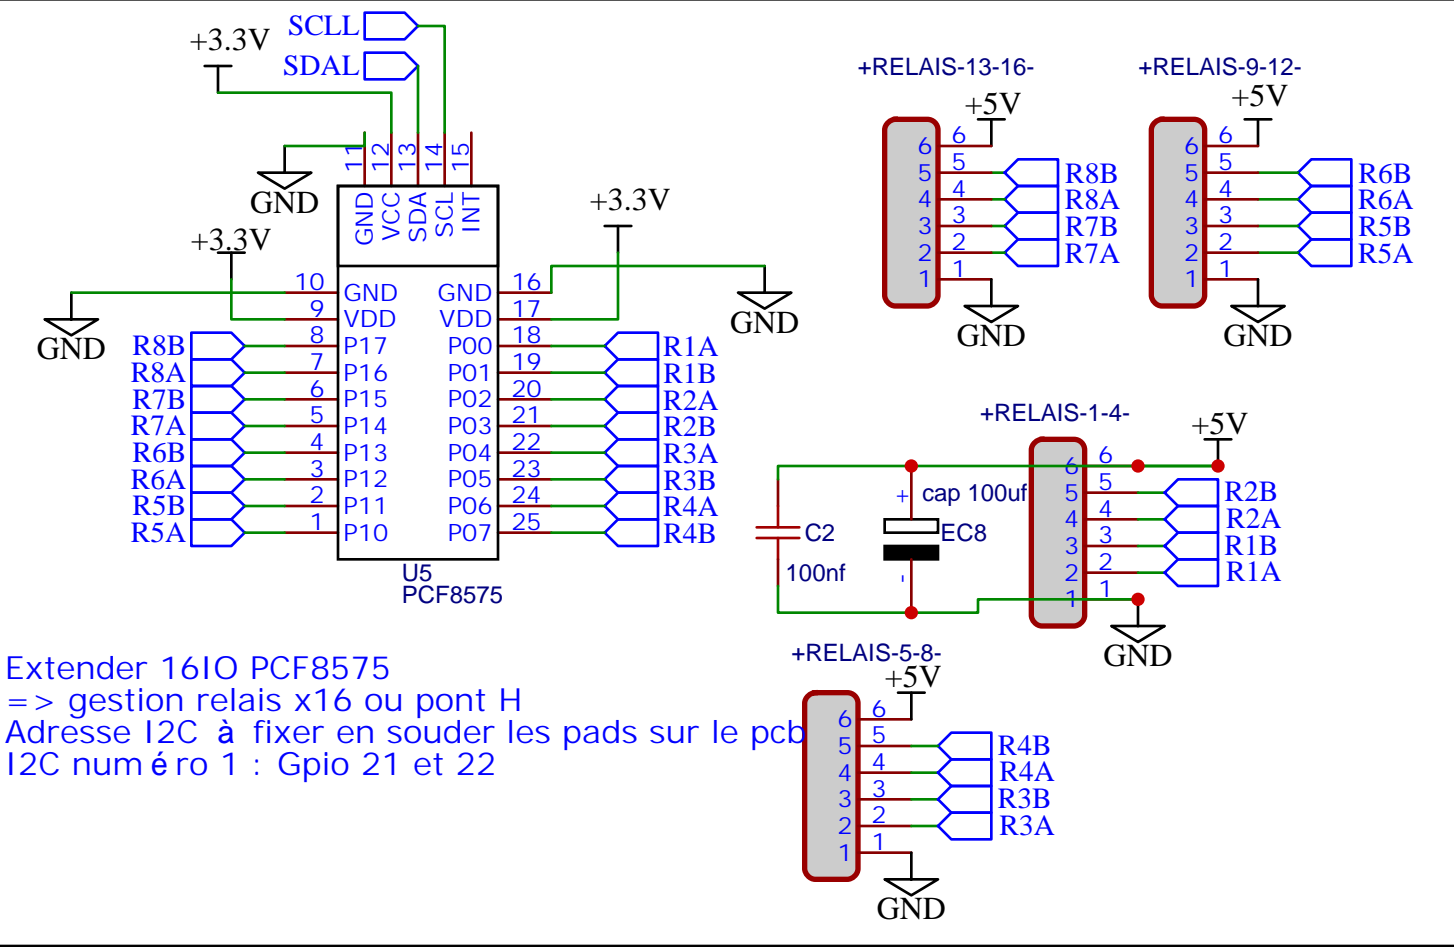 SCLL
+3.3V
SDAL
11
12
13
14
15
GND
GND
VCC
SDA
SCL
INT
+3.3V
+3.3V
10
GND
GND
16
GND
9
VDD
VDD
17
GND
R8B
8
P17
P00
18
R1A
R8A
7
P16
P01
19
R1B
R7B
6
P15
P02
20
R2A
R7A
5
P14
P03
21
R2B
R6B
4
P13
P04
22
R3A
R6A
3
P12
P05
23
R3B
R5B
2
P11
P06
24
R4A
R5A
1
P10
P07
25
R4B
U5
PCF8575
+RELAIS-13-16-
+5V
6 6
5 5 R8B
4 4 R8A
3 3 R7B
2 2 R7A
1 1
GND
+RELAIS-9-12-
+5V
6 6
5 5 R6B
4 4 R6A
3 3 R5B
2 2 R5A
1 1
GND
+RELAIS-1-4-
+5V
6 6
5 5 R2B
4 4 R2A
3 3 R1B
2 2 R1A
1 1
GND
+ cap 100uf
C2
EC8
100nf
-
+RELAIS-5-8-
+5V
6 6
5 5 R4B
4 4 R4A
3 3 R3B
2 2 R3A
1 1
GND
Extender 16IO PCF8575
=> gestion relais x16 ou pont H
Adresse I2C à fixer en souder les pads sur le pcb
I2C numéro 1 : Gpio 21 et 22